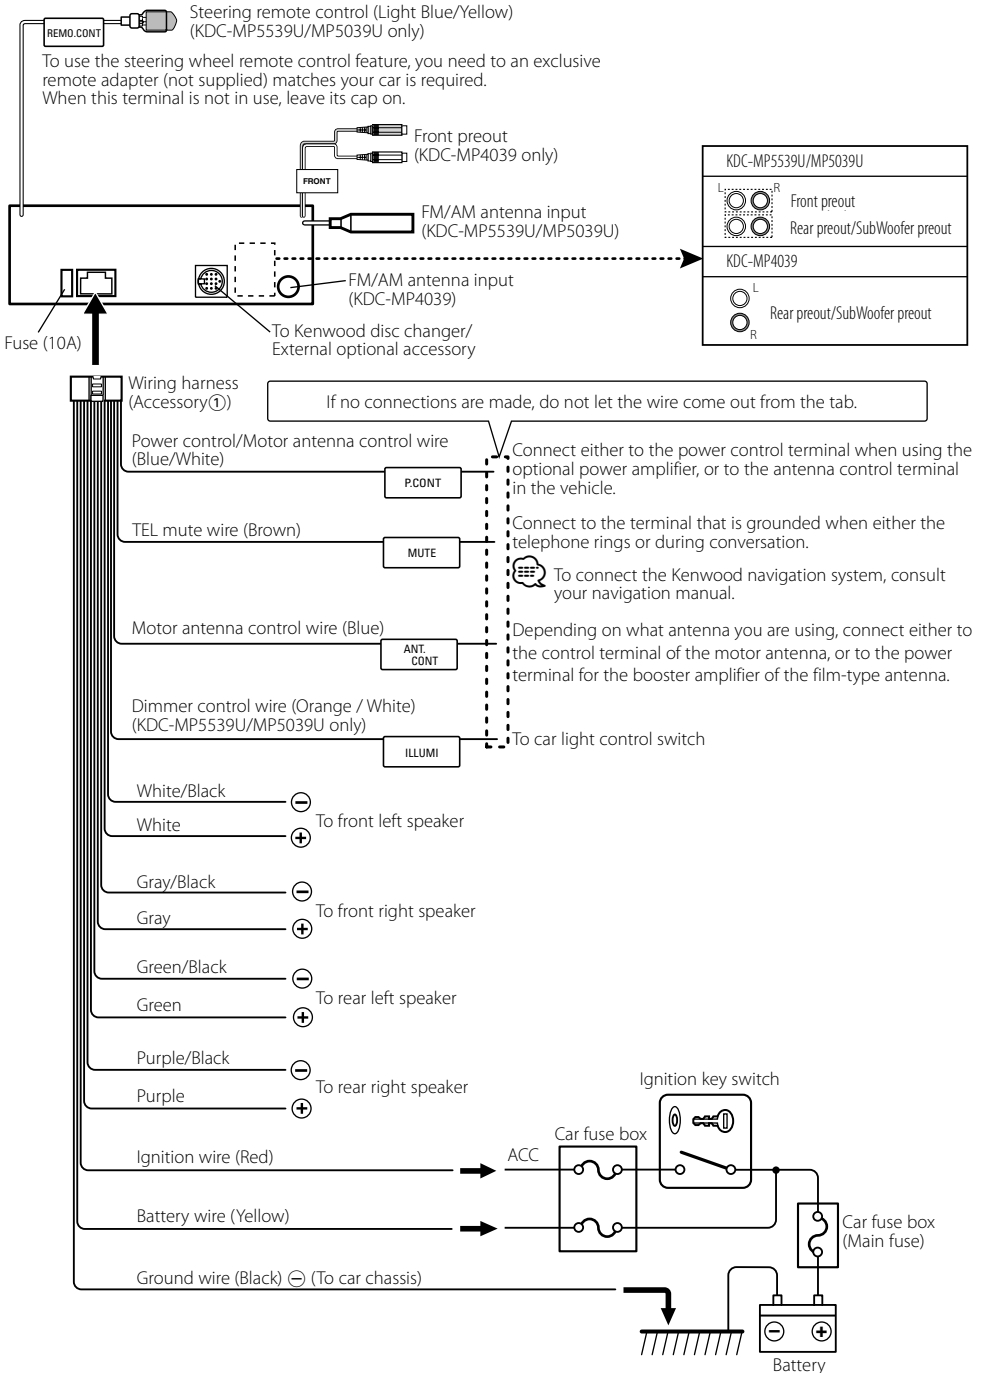 Steering remote control (Light Blue/Yellow)
(KDC-MP5539U/MP5039U only)
REMO.CONT
To use the steering wheel remote control feature, you need to an exclusive
remote adapter (not supplied) matches your car is required.
When this terminal is not in use, leave its cap on.
Front preout
(KDC-MP4039 only)
FRONT
FM/AM antenna input
(KDC-MP5539U/MP5039U)
KDC-MP5539U/MP5039U
L
R
Front preout
Rear preout/SubWoofer preout
KDC-MP4039
L
Rear preout/SubWoofer preout
R
FM/AM antenna input
(KDC-MP4039)
To Kenwood disc changer/
External optional accessory
Fuse (10A)
Wiring harness
(Accessory①)
If no connections are made, do not let the wire come out from the tab.
Power control/Motor antenna control wire
(Blue/White)
P.CONT
Connect either to the power control terminal when using the
optional power amplifier, or to the antenna control terminal
in the vehicle.
TEL mute wire (Brown)
MUTE
Connect to the terminal that is grounded when either the
telephone rings or during conversation.
To connect the Kenwood navigation system, consult
your navigation manual.
Motor antenna control wire (Blue)
ANT.
CONT
Depending on what antenna you are using, connect either to
the control terminal of the motor antenna, or to the power
terminal for the booster amplifier of the film-type antenna.
Dimmer control wire (Orange / White)
(KDC-MP5539U/MP5039U only)
ILLUMI
To car light control switch
White/Black
⊖
White
⊕
To front left speaker
Gray/Black
⊖
Gray
⊕
To front right speaker
Green/Black
⊖
Green
⊕
To rear left speaker
Purple/Black
⊖
Purple
⊕
To rear right speaker
Ignition key switch
Car fuse box
Ignition wire (Red)
ACC
Battery wire (Yellow)
Car fuse box
(Main fuse)
Ground wire (Black) ⊖ (To car chassis)
⊖ ⊕
Battery